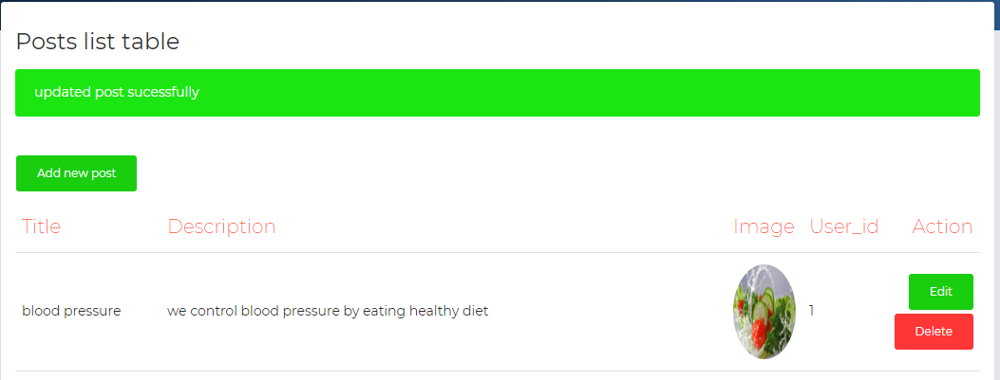 Posts list table
updated post sucessfully
Add new post
Title Description Image User_id Action
blood pressure we control blood pressure by eating healthy diet 1 Edit
Delete